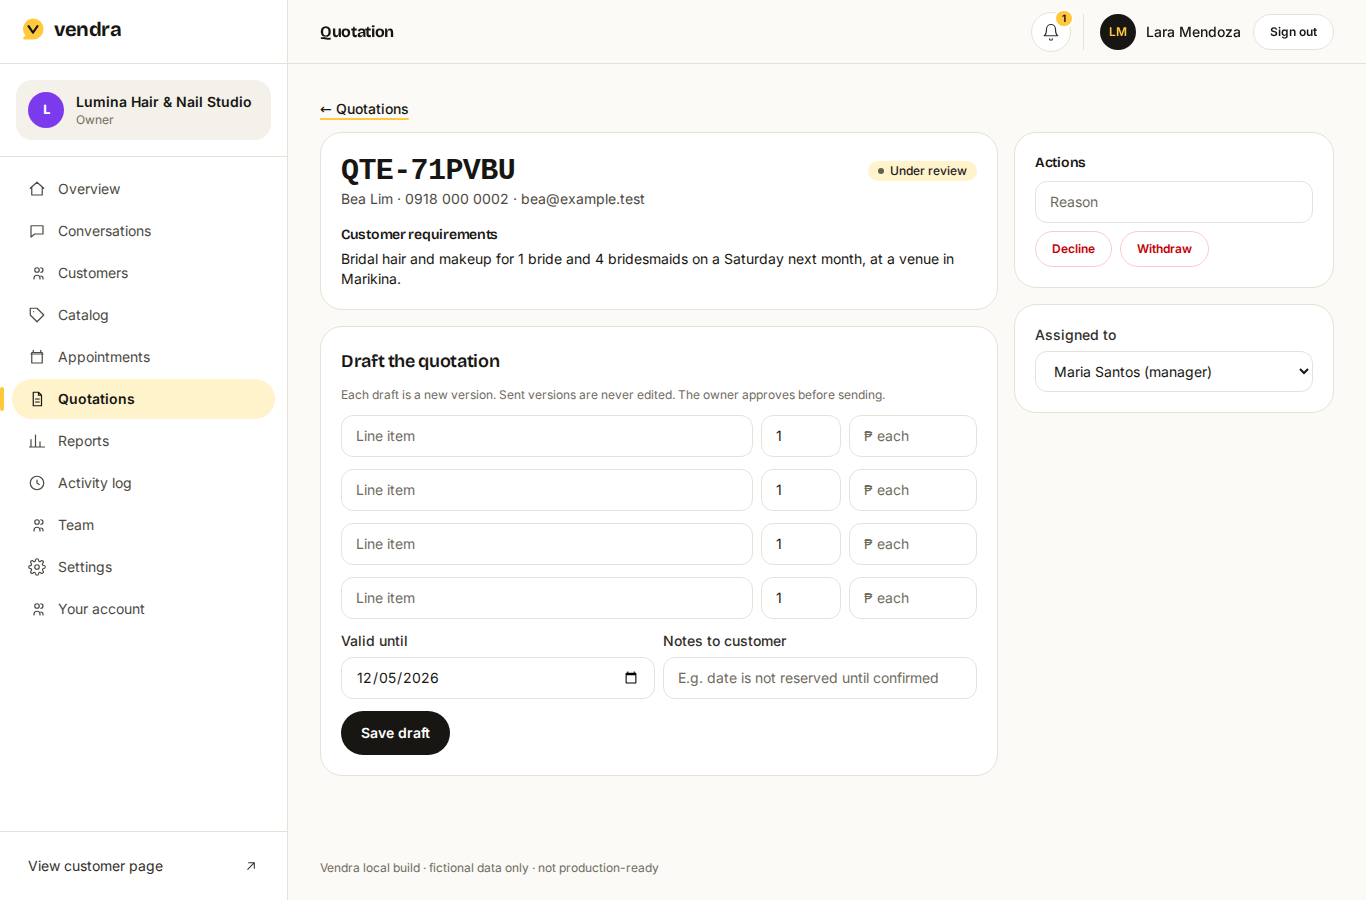 vendra
Lumina Hair & Nail Studio
L
Owner
Overview
Conversations
Customers
Catalog
Appointments
Quotations
Reports
Activity log
Team
Settings
Your account
View customer page
Quotation
1
LM
Lara Mendoza
Sign out
← Quotations
QTE-71PVBU
Under review
Bea Lim · 0918 000 0002 · bea@example.test
Customer requirements
Bridal hair and makeup for 1 bride and 4 bridesmaids on a Saturday next month, at a venue in
Marikina.
Draft the quotation
Each draft is a new version. Sent versions are never edited. The owner approves before sending.
Line item 1 ₱ each
Line item 1 ₱ each
Line item 1 ₱ each
Line item 1 ₱ each
Valid until Notes to customer
12/05/2026 E.g. date is not reserved until confirmed
Save draft
Actions
Reason
Decline Withdraw
Assigned to
Maria Santos (manager)
Vendra local build · fictional data only · not production-ready